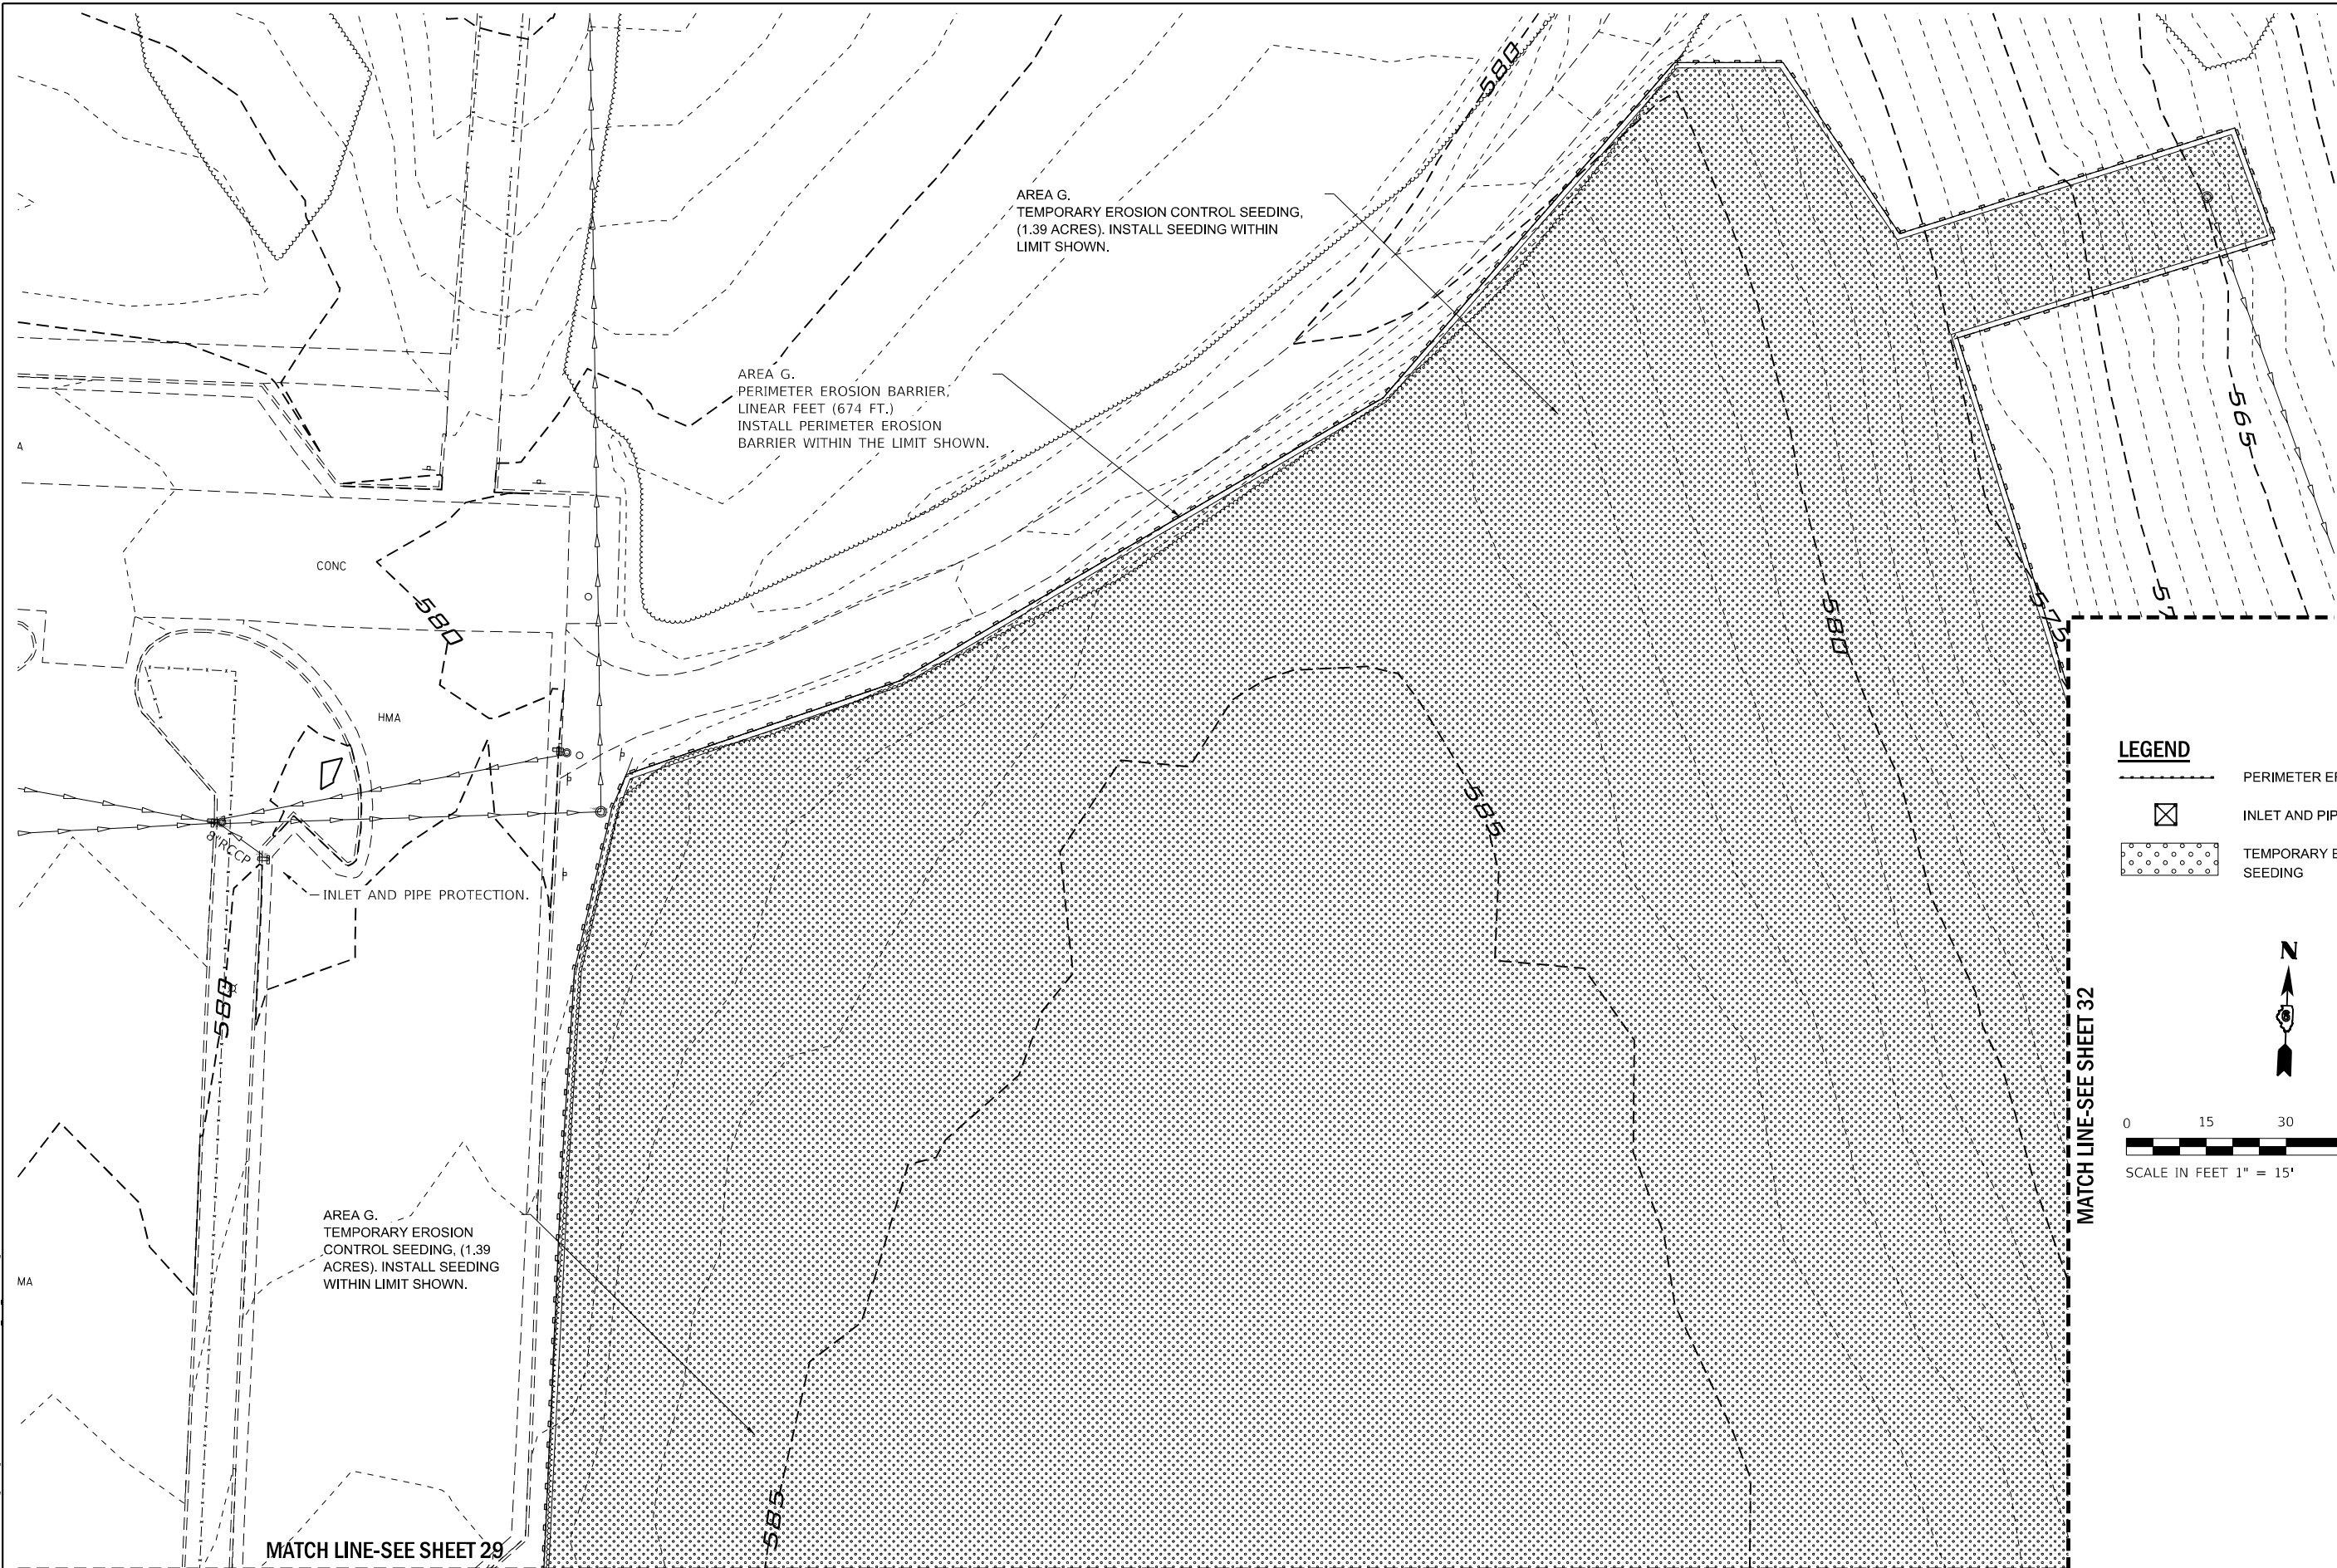 580
AREA G.
TEMPORARY EROSION CONTROL SEEDING,
(1.39 ACRES). INSTALL SEEDING WITHIN
LIMIT SHOWN.
AREA G.
PERIMETER EROSION BARRIER,
LINEAR FEET (674 FT.)
INSTALL PERIMETER EROSION
BARRIER WITHIN THE LIMIT SHOWN.
565
A
CONC
580
580
575
57
HMA
585
"RCCP
INLET AND PIPE PROTECTION.
580
AREA G.
TEMPORARY EROSION
CONTROL SEEDING, (1.39
ACRES). INSTALL SEEDING
WITHIN LIMIT SHOWN.
MA
585
MATCH LINE-SEE SHEET 29
MATCH LINE-SEE SHEET 32
LEGEND
PERIMETER E
INLET AND PIP
TEMPORARY E
SEEDING
N
0 15 30
SCALE IN FEET 1" = 15'